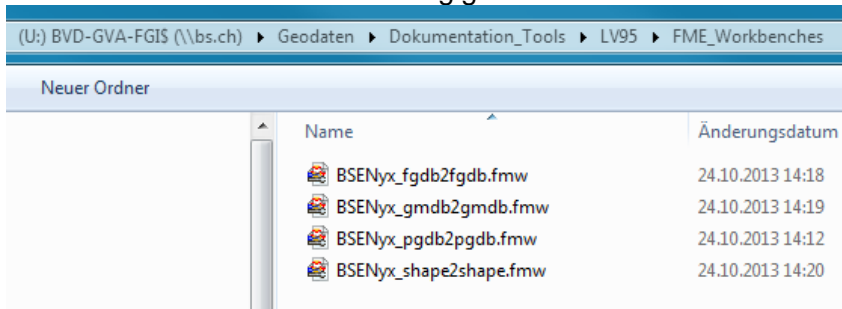 (U:) BVD-GVA-FGI$ (\\bs.ch) ▸ Geodaten ▸ Dokumentation_Tools ▸ LV95 ▸ FME_Workbenches
Neuer Ordner
Name Änderungsdatum
BSENyx_fgdb2fgdb.fmw 24.10.2013 14:18
BSENyx_gmdb2gmdb.fmw 24.10.2013 14:19
BSENyx_pgdb2pgdb.fmw 24.10.2013 14:12
BSENyx_shape2shape.fmw 24.10.2013 14:20